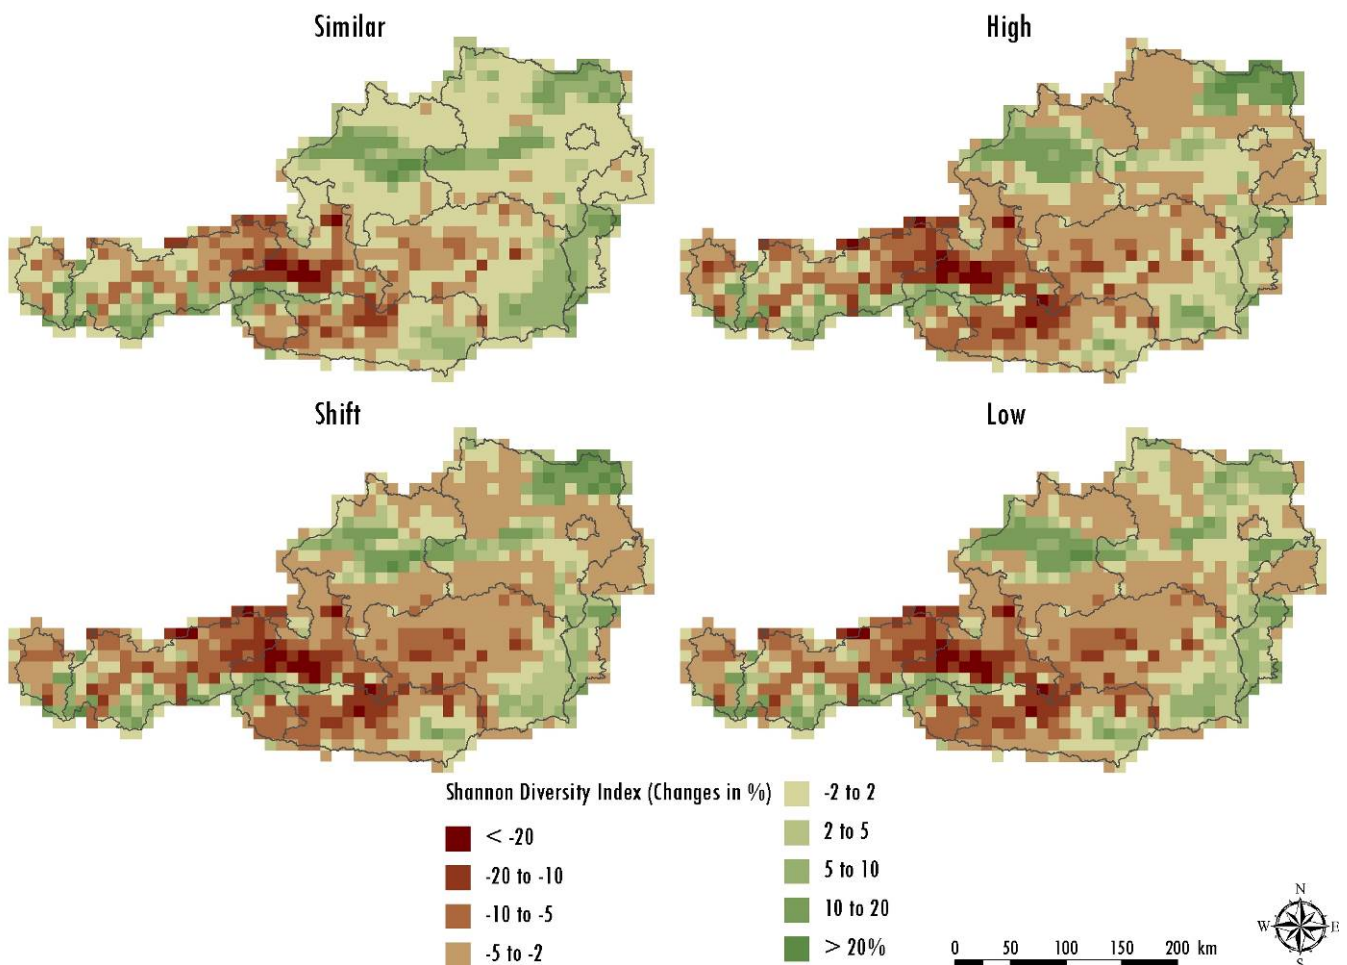 Similar
High
Shift
Low
Shannon Diversity Index (Changes in %)
< -20
-20 to -10
-10 to -5
-5 to -2
-2 to 2
2 to 5
5 to 10
10 to 20
> 20%
0 50 100 150 200 km
N
W E
S